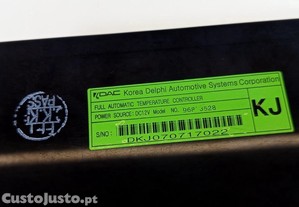 KDAC Korea Delphi Automotive Systems Corporation
FULL AUTOMATIC TEMPERATURE CONTROLLER
POWER SOURCE: DC12V Model NO. 96F J528
S/NO.
DKJ070717022
KJ
PASS
CustoJusto.pt